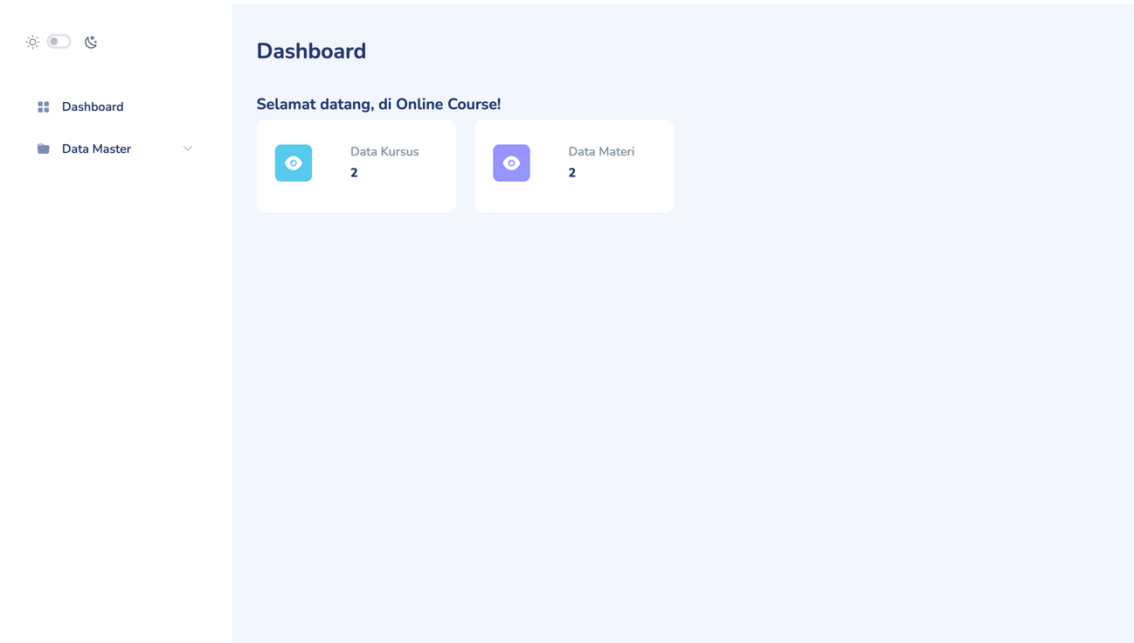 Dashboard
Data Master
Dashboard
Selamat datang, di Online Course!
Data Kursus
2
Data Materi
2